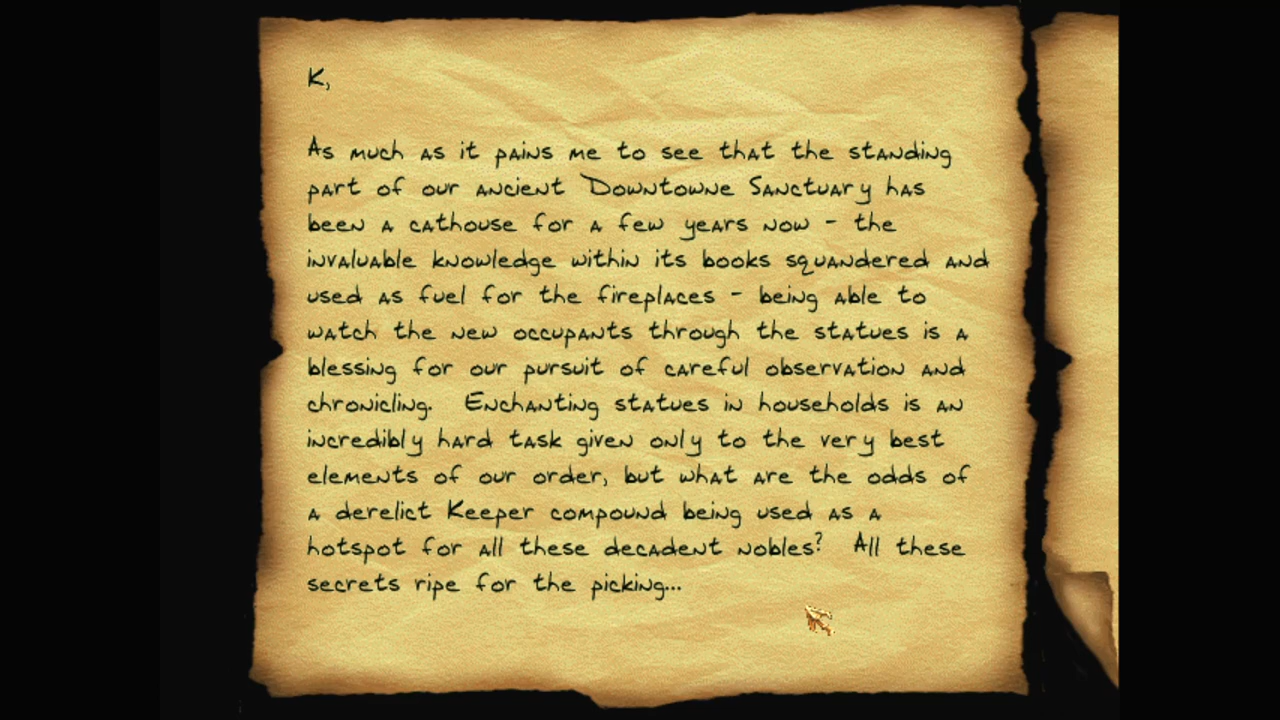 K,
As much as it pains me to see that the standing
part of our ancient Downtowne Sanctuary has
been a cathouse for a few years now - the
invaluable knowledge within its books squandered and
used as fuel for the fireplaces - being able to
watch the new occupants through the statues is a
blessing for our pursuit of careful observation and
chronicling. Enchanting statues in households is an
incredibly hard task given only to the very best
elements of our order, but what are the odds of
a derelict Keeper compound being used as a
hotspot for all these decadent nobles? All these
secrets ripe for the picking...